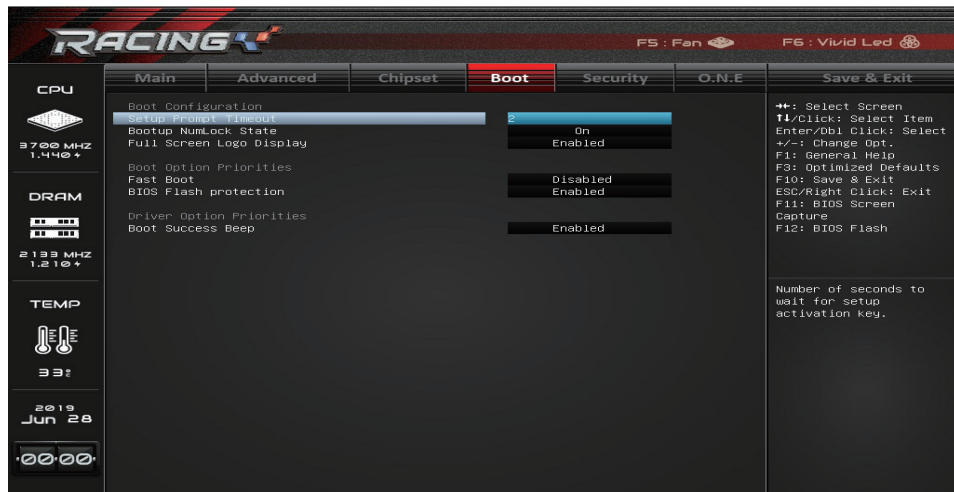 RACING
F5 : Fan
F6 : Vivid Led
Main Advanced Chipset Boot Security O.N.E Save & Exit
CPU
3700 MHZ
1.440 +
DRAM
2133 MHZ
1.210 +
TEMP
33°C
2019
Jun 28
00:00
Boot Configuration
Setup Prompt Timeout 2
Bootup NumLock State On
Full Screen Logo Display Enabled
Boot Option Priorities
Fast Boot Disabled
BIOS Flash protection Enabled
Driver Option Priorities
Boot Success Beep Enabled
→←: Select Screen
↑↓/Click: Select Item
Enter/Dbl Click: Select
+/-: Change Opt.
F1: General Help
F3: Optimized Defaults
F10: Save & Exit
ESC/Right Click: Exit
F11: BIOS Screen
Capture
F12: BIOS Flash
Number of seconds to
wait for setup
activation key.